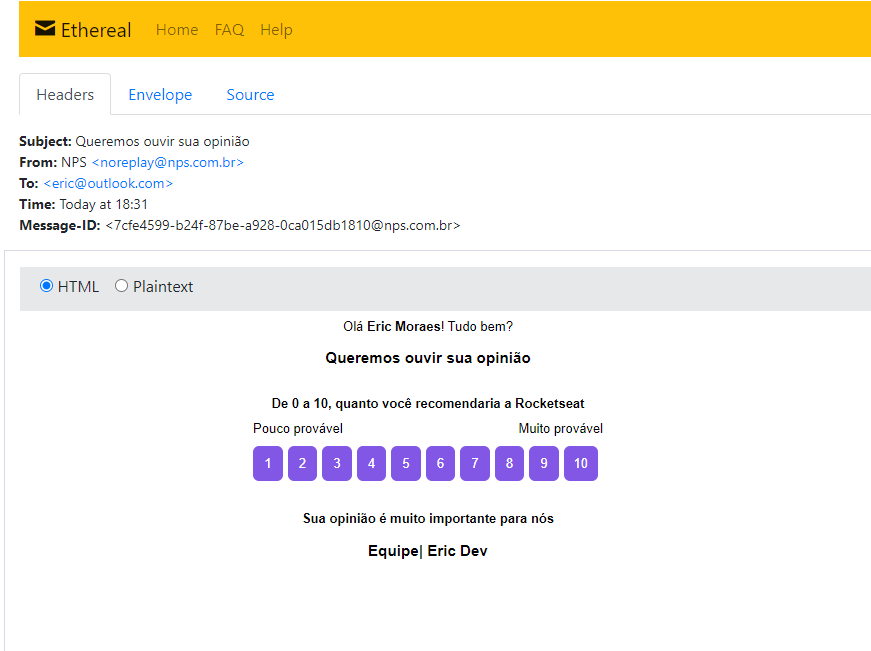 Ethereal Home FAQ Help
Headers Envelope Source
Subject: Queremos ouvir sua opinião
From: NPS <noreplay@nps.com.br>
To: <eric@outlook.com>
Time: Today at 18:31
Message-ID: <7cfe4599-b24f-87be-a928-0ca015db1810@nps.com.br>
HTML Plaintext
Olá Eric Moraes! Tudo bem?
Queremos ouvir sua opinião
De 0 a 10, quanto você recomendaria a Rocketseat
Pouco provável Muito provável
1 2 3 4 5 6 7 8 9 10
Sua opinião é muito importante para nós
Equipe| Eric Dev